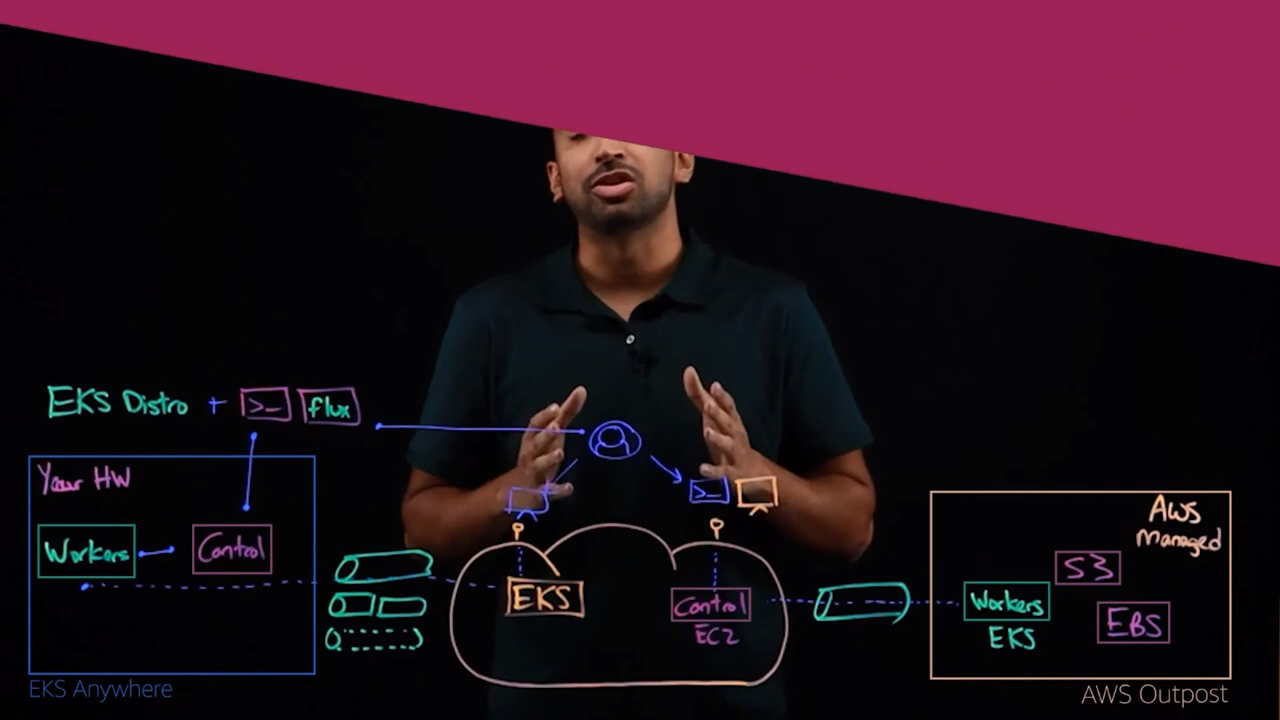 EKS Distro + >_ flux
Your HW
Workers
Control
EKS Anywhere
>_
EKS
Control
EC2
AWS
Managed
S3
Workers
EKS
EBS
AWS Outpost